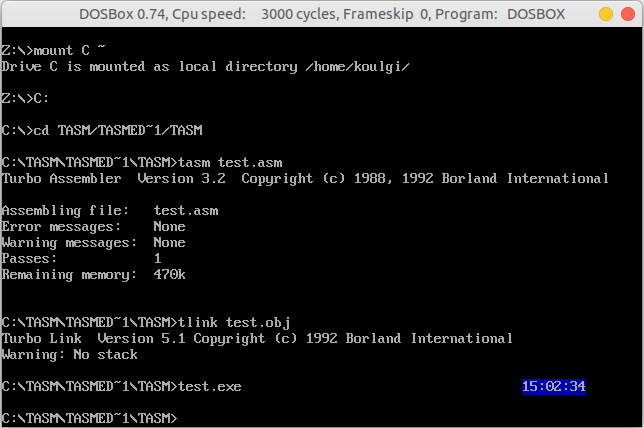 DOSBox 0.74, Cpu speed: 3000 cycles, Frameskip 0, Program: DOSBOX
Z:\>mount C ~
Drive C is mounted as local directory /home/koulgi/
Z:\>C:
C:\>cd TASM/TASMED~1/TASM
C:\TASM\TASMED~1\TASM>tasm test.asm
Turbo Assembler  Version 3.2  Copyright (c) 1988, 1992 Borland International
Assembling file:   test.asm
Error messages:    None
Warning messages:  None
Passes:            1
Remaining memory:  470k
C:\TASM\TASMED~1\TASM>tlink test.obj
Turbo Link  Version 5.1 Copyright (c) 1992 Borland International
Warning: No stack
C:\TASM\TASMED~1\TASM>test.exe                                   15:02:34
C:\TASM\TASMED~1\TASM>